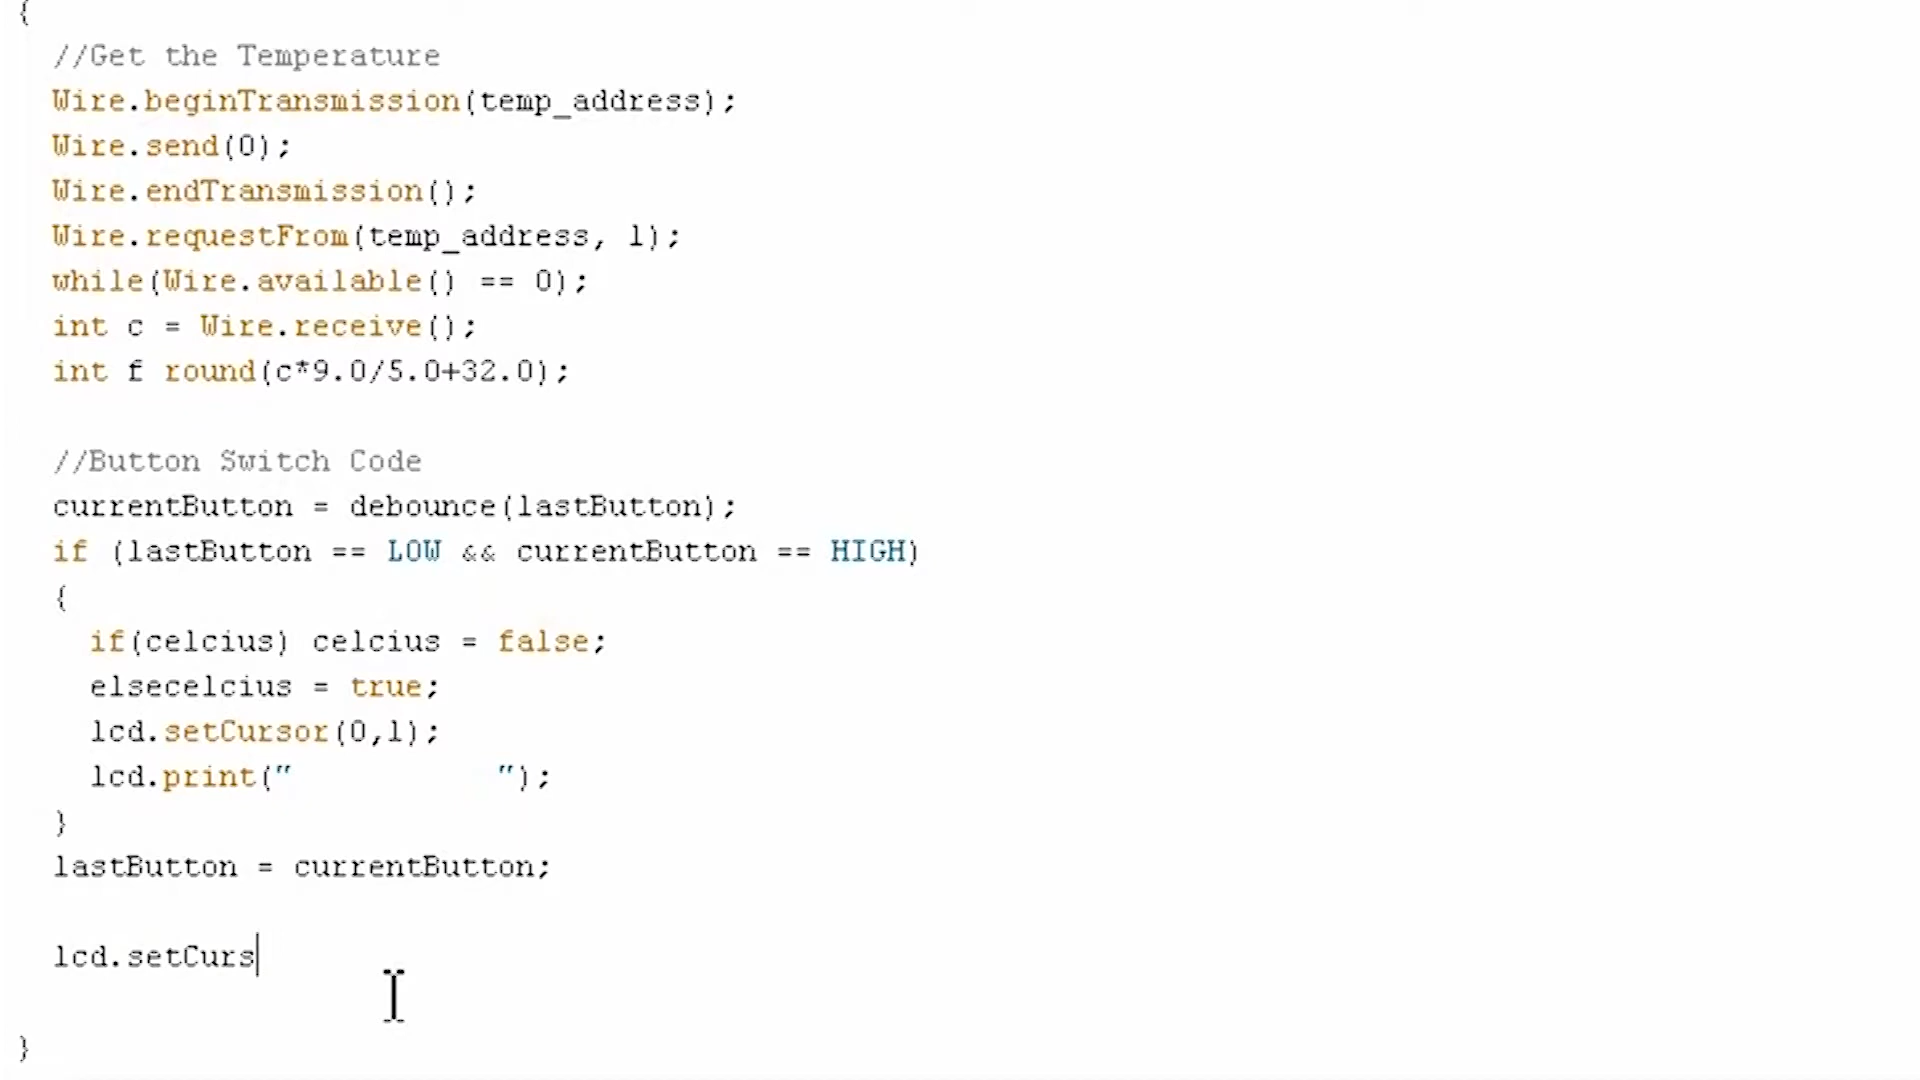 {
//Get the Temperature
Wire.beginTransmission(temp_address);
Wire.send(0);
Wire.endTransmission();
Wire.requestFrom(temp_address, 1);
while(Wire.available() == 0);
int c = Wire.receive();
int f round(c*9.0/5.0+32.0);
//Button Switch Code
currentButton = debounce(lastButton);
if (lastButton == LOW && currentButton == HIGH)
{
if(celcius) celcius = false;
elsecelcius = true;
lcd.setCursor(0,1);
lcd.print("           ");
}
lastButton = currentButton;
lcd.setCurs
}